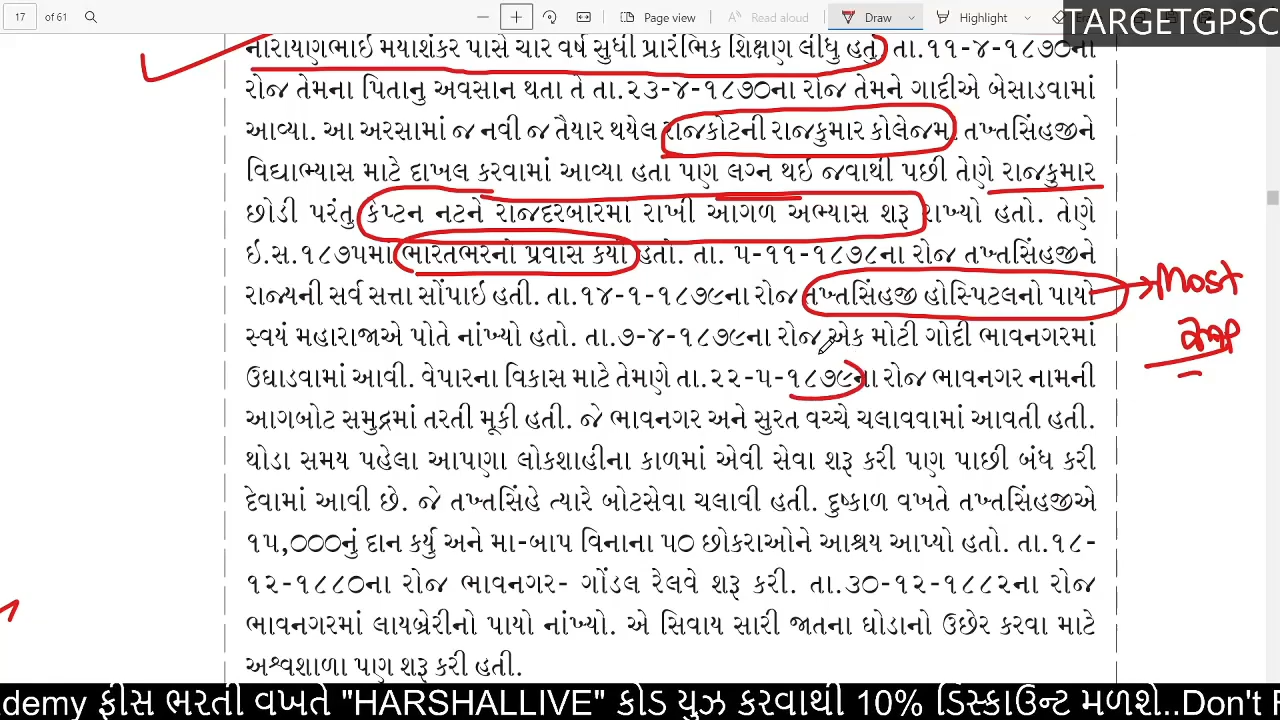 17 of 61
Page view
Read aloud
Draw
Highlight
TARGETGPSC
નારાયણભાઇ મયાશંકર પાસે ચાર વર્ષ સુધી પ્રારંભિક શિક્ષણ લીધુ હતું તા.૧૧-૪-૧૮૭૦ના
રોજ તેમના પિતાનુ અવસાન થતા તે તા.૨૩-૪-૧૮૭૦ના રોજ તેમને ગાદીએ બેસાડવામાં
આવ્યા. આ અરસામાં જ નવી જ તૈયાર થયેલ રાજકોટની રાજકુમાર કોલેજમાં તખ્તસિંહજીને
વિદ્યાભ્યાસ માટે દાખલ કરવામાં આવ્યા હતા પણ લગ્ન થઇ જવાથી પછી તેણે રાજકુમાર
છોડી પરંતુ કેપ્ટન નટને રાજદરબારમાં રાખી આગળ અભ્યાસ શરૂ રાખ્યો હતો. તેણે
ઇ.સ.૧૮૭૫માં ભારતભરનો પ્રવાસ કર્યો હતો. તા. ૫-૧૧-૧૮૭૮ના રોજ તખ્તસિંહજીને
રાજ્યની સર્વ સત્તા સોંપાઇ હતી. તા.૧૪-૧-૧૮૭૯ના રોજ તખ્તસિંહજી હોસ્પિટલનો પાયો Most
સ્વયં મહારાજાએ પોતે નાંખ્યો હતો. તા.૭-૪-૧૮૭૯ના રોજ એક મોટી ગોદી ભાવનગરમાં
ઉઘાડવામાં આવી. વેપારના વિકાસ માટે તેમણે તા.૨૨-૫-૧૮૭૯ના રોજ ભાવનગર નામની
આગબોટ સમુદ્રમાં તરતી મૂકી હતી. જે ભાવનગર અને સુરત વચ્ચે ચલાવવામાં આવતી હતી.
થોડા સમય પહેલા આપણા લોકશાહીના કાળમાં એવી સેવા શરૂ કરી પણ પાછી બંધ કરી
દેવામાં આવી છે. જે તખ્તસિંહે ત્યારે બોટસેવા ચલાવી હતી. દુષ્કાળ વખતે તખ્તસિંહજીએ
૧૫,૦૦૦નું દાન કર્યુ અને મા-બાપ વિનાના ૫૦ છોકરાઓને આશ્રય આપ્યો હતો. તા.૧૮-
૧૨-૧૮૮૦ના રોજ ભાવનગર- ગોંડલ રેલવે શરૂ કરી. તા.૩૦-૧૨-૧૮૮૨ના રોજ
ભાવનગરમાં લાયબ્રેરીનો પાયો નાંખ્યો. એ સિવાય સારી જાતના ઘોડાનો ઉછેર કરવા માટે
અશ્વશાળા પણ શરૂ કરી હતી.
demy ફીસ ભરતી વખતે "HARSHALLIVE" કોડ યુઝ કરવાથી 10% ડિસ્કાઉન્ટ મળશે..Don't